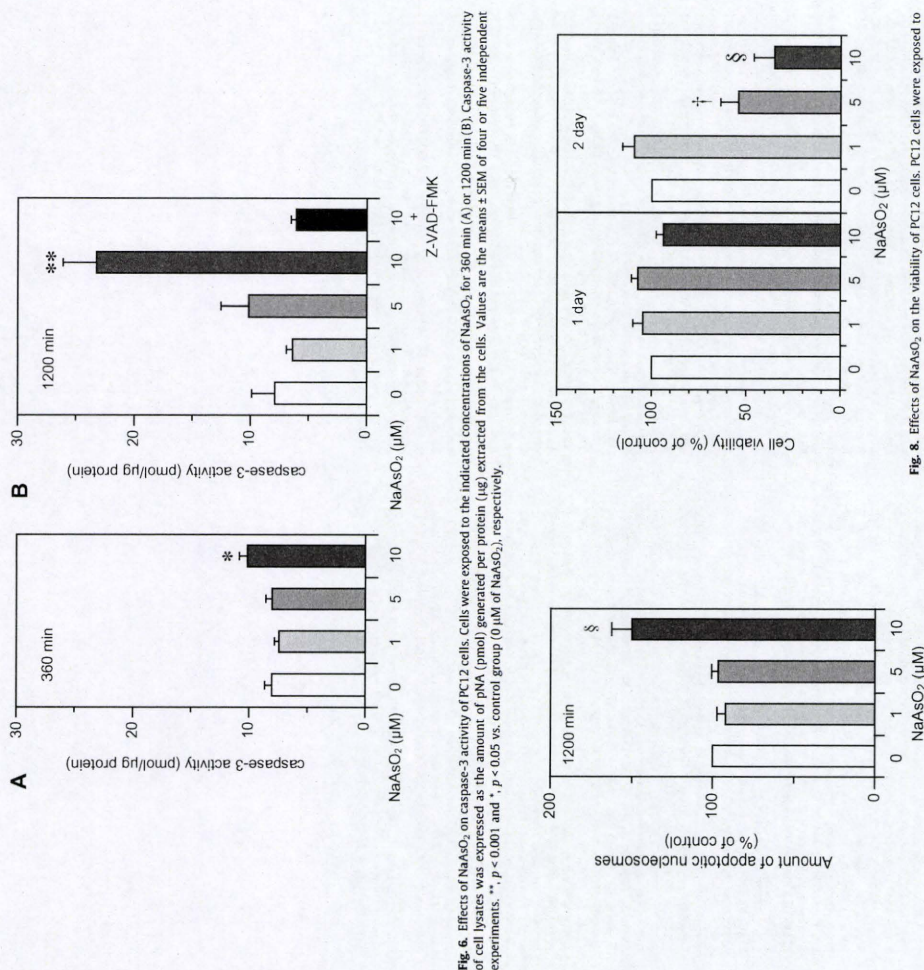 A
360 min
*
30
20
10
0
caspase-3 activity (pmol/µg protein)
0 1 5 10
NaAsO₂ (µM)
B
1200 min
**
30
20
10
0
caspase-3 activity (pmol/µg protein)
0 1 5 10 10
+
Z-VAD-FMK
NaAsO₂ (µM)
Fig. 6. Effects of NaAsO₂ on caspase-3 activity of PC12 cells. Cells were exposed to the indicated concentrations of NaAsO₂ for 360 min (A) or 1200 min (B). Caspase-3 activity
of cell lysates was expressed as the amount of pNA (pmol) generated per protein (µg) extracted from the cells. Values are the means ± SEM of four or five independent
experiments. **, p < 0.001 and *, p < 0.05 vs. control group (0 µM of NaAsO₂), respectively.
1200 min
§
200
100
0
Amount of apoptotic nucleosomes
(% of control)
0 1 5 10
NaAsO₂ (µM)
1 day
2 day
†
§
150
100
50
0
Cell viability (% of control)
0 1 5 10 0 1 5 10
NaAsO₂ (µM)
Fig. 8. Effects of NaAsO₂ on the viability of PC12 cells. PC12 cells were exposed to